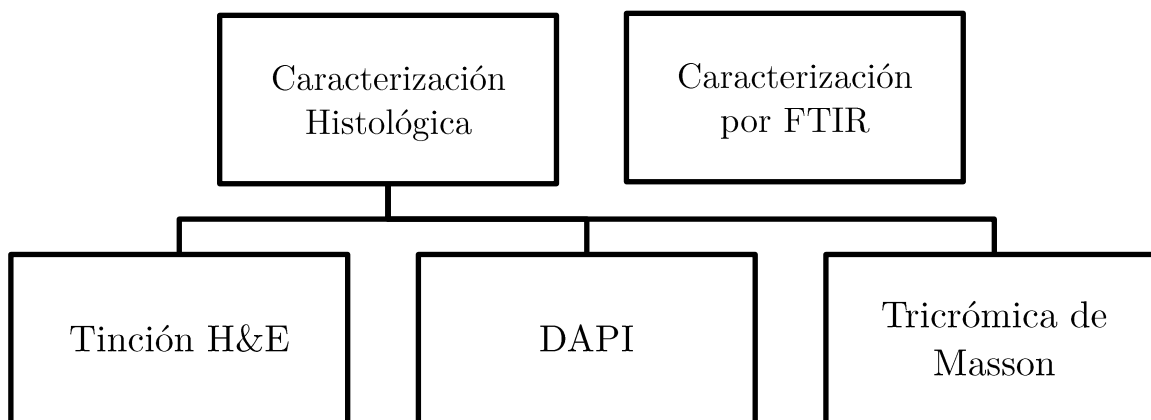 Caracterización
Histológica
Caracterización
por FTIR
Tinción H&E
DAPI
Tricrómica de
Masson